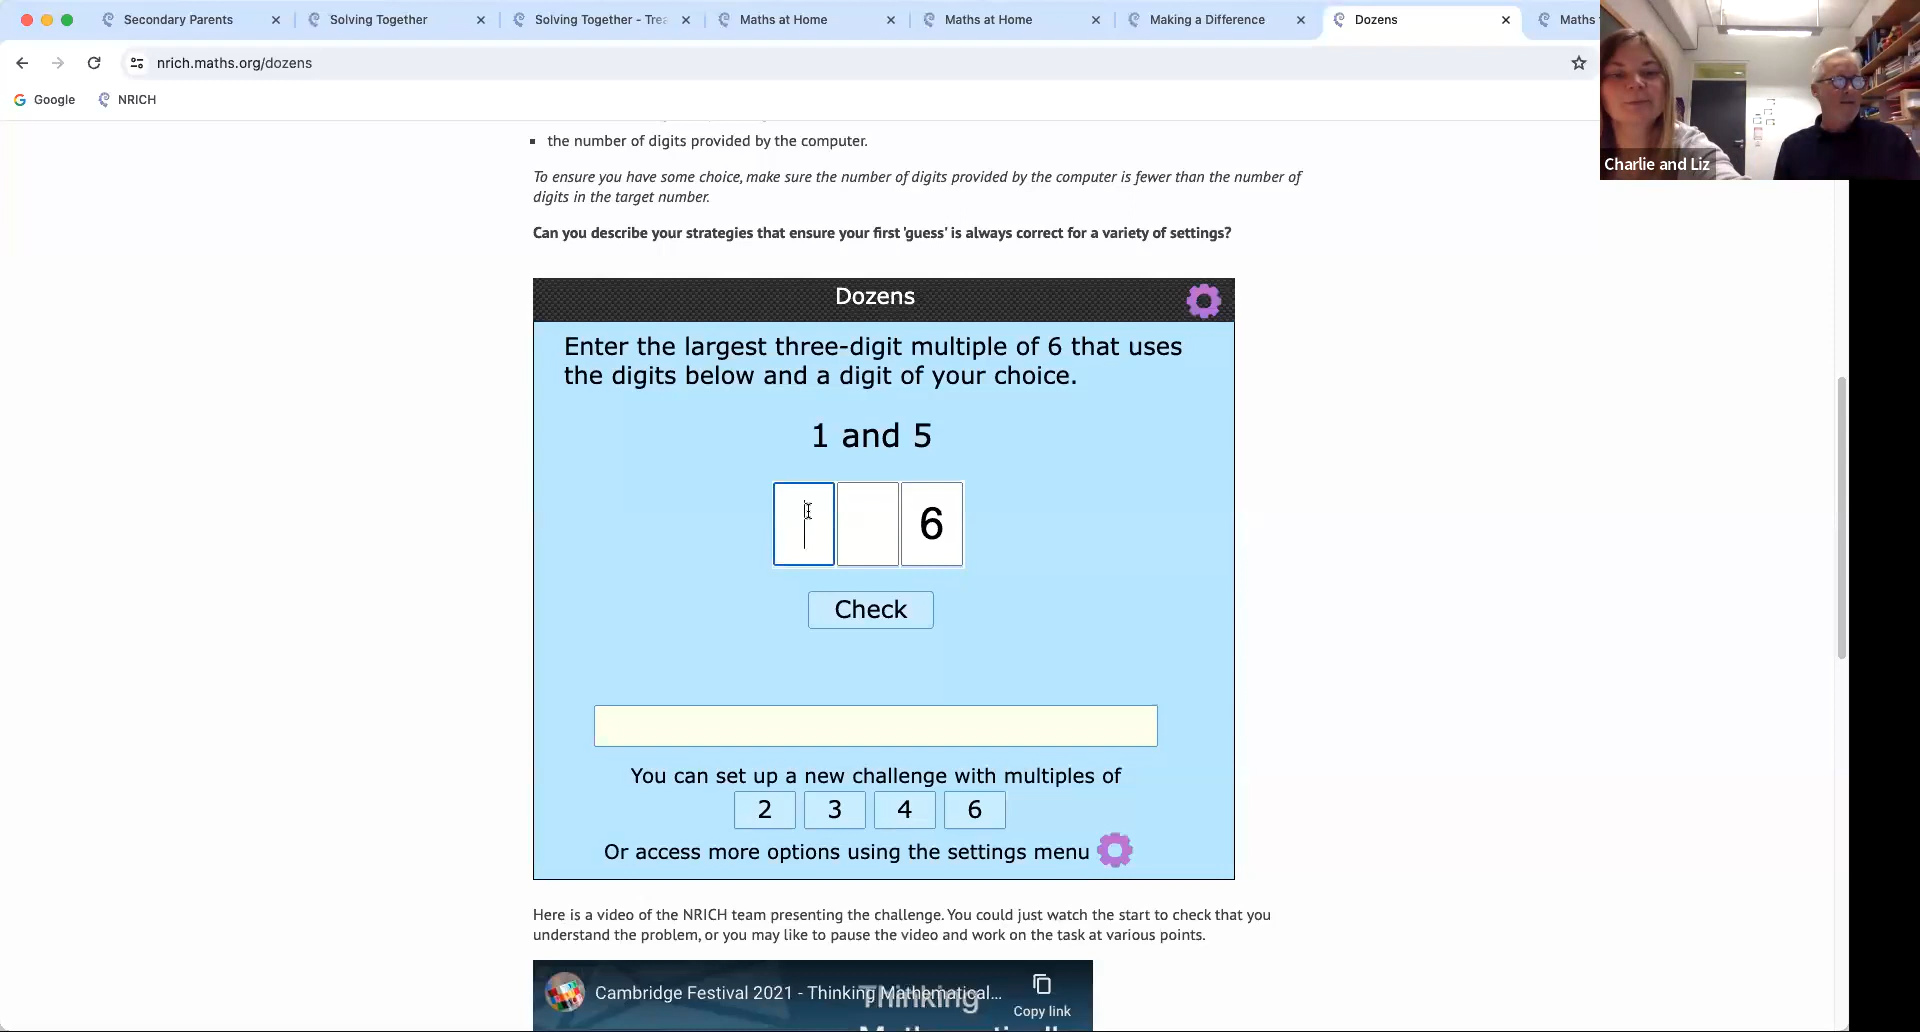 Secondary Parents
Solving Together
Solving Together - Trea
Maths at Home
Maths at Home
Making a Difference
Dozens
Maths
nrich.maths.org/dozens
Google
NRICH
Charlie and Liz
the number of digits provided by the computer.
To ensure you have some choice, make sure the number of digits provided by the computer is fewer than the number of
digits in the target number.
Can you describe your strategies that ensure your first 'guess' is always correct for a variety of settings?
Dozens
Enter the largest three-digit multiple of 6 that uses
the digits below and a digit of your choice.
1 and 5
6
Check
You can set up a new challenge with multiples of
2 3 4 6
Or access more options using the settings menu
Here is a video of the NRICH team presenting the challenge. You could just watch the start to check that you
understand the problem, or you may like to pause the video and work on the task at various points.
Cambridge Festival 2021 - Thinking Mathematical...
Thinking
Copy link